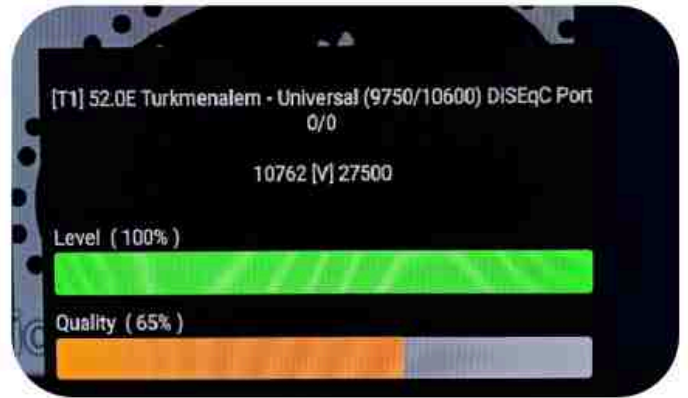 [T1] 52.0E Turkmenalem - Universal (9750/10600) DiSEqC Port
0/0
10762 [V] 27500
Level ( 100% )
Quality ( 65% )